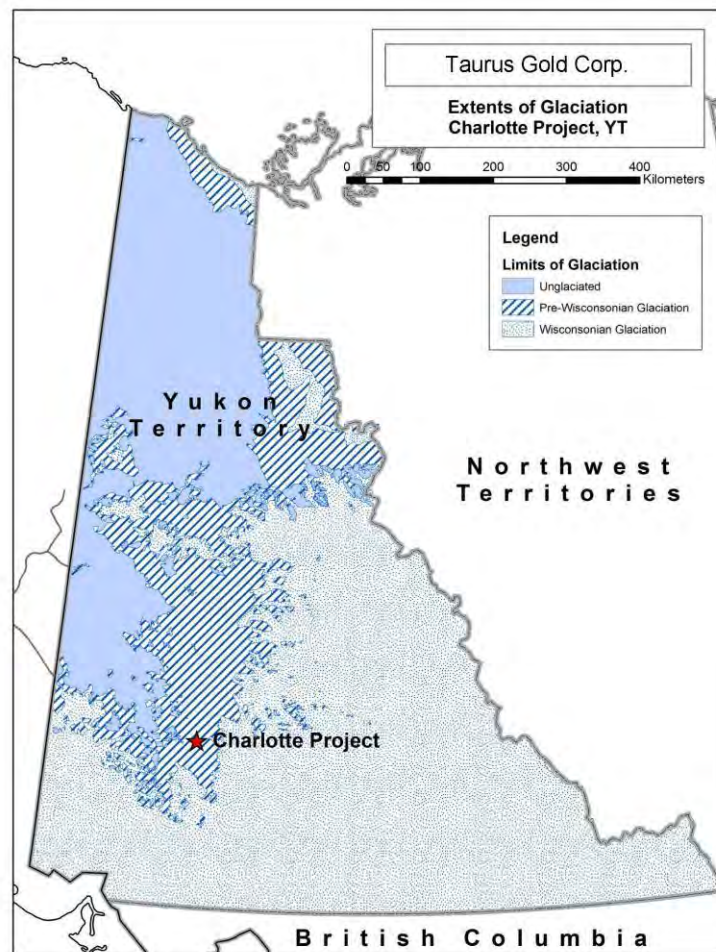 Taurus Gold Corp.
Extents of Glaciation
Charlotte Project, YT
0 50 100 200 300 400
Kilometers
Legend
Limits of Glaciation
Unglaciated
Pre-Wisconsonian Glaciation
Wisconsonian Glaciation
Yukon
Territory
Northwest
Territories
Charlotte Project
British Columbia